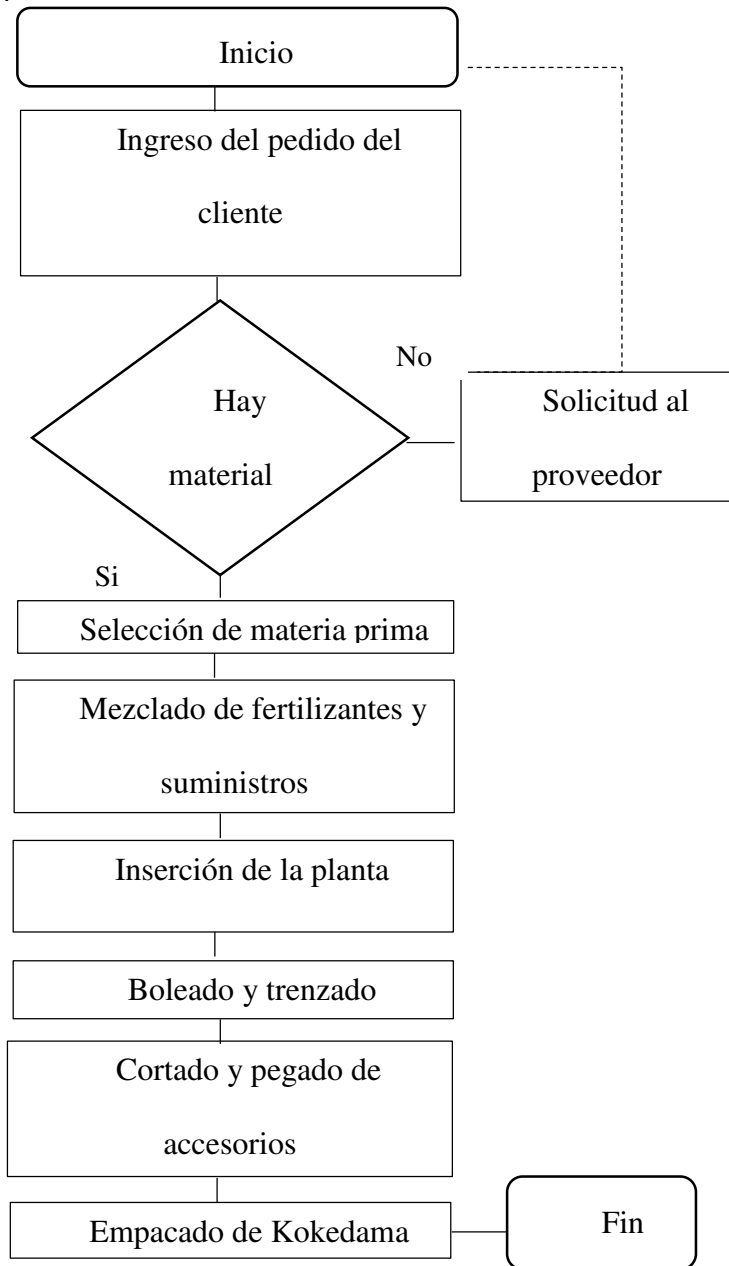 Inicio
Ingreso del pedido del
cliente
No
Hay
material
Solicitud al
proveedor
Si
Selección de materia prima
Mezclado de fertilizantes y
suministros
Inserción de la planta
Boleado y trenzado
Cortado y pegado de
accesorios
Empacado de Kokedama
Fin